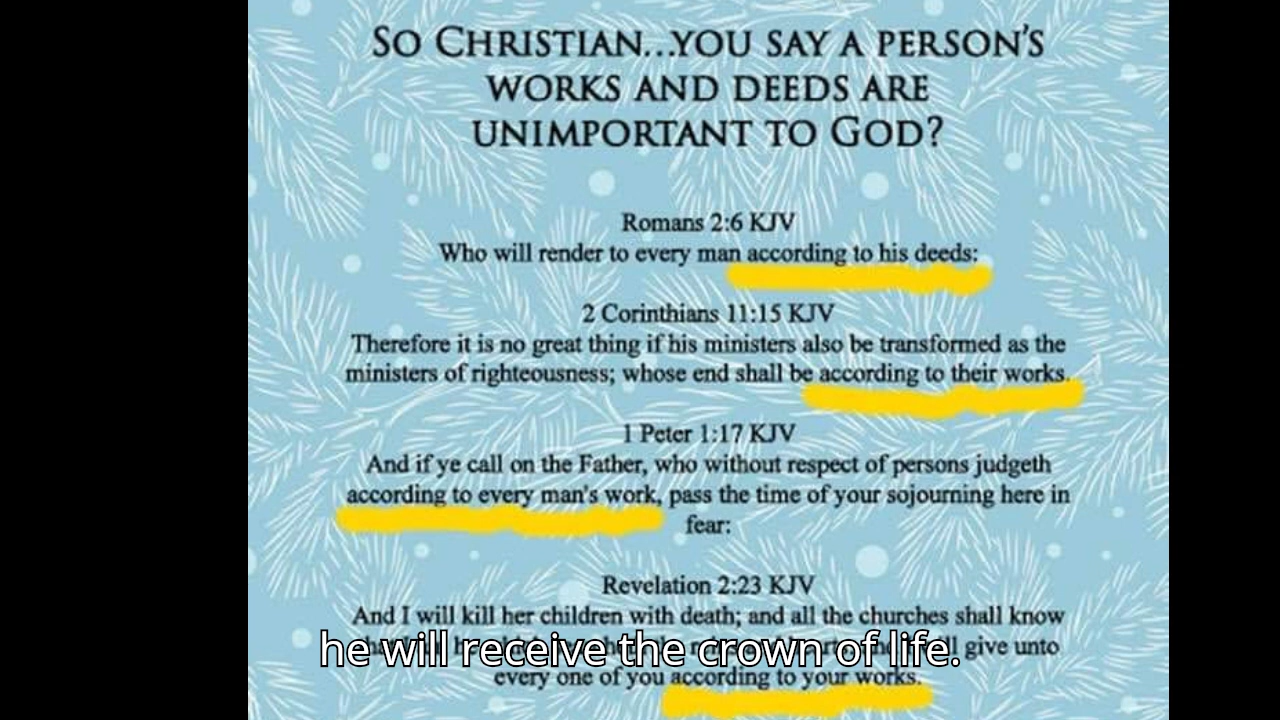 SO CHRISTIAN...YOU SAY A PERSON'S
WORKS AND DEEDS ARE
UNIMPORTANT TO GOD?
Romans 2:6 KJV
Who will render to every man according to his deeds:
2 Corinthians 11:15 KJV
Therefore it is no great thing if his ministers also be transformed as the
ministers of righteousness; whose end shall be according to their works.
1 Peter 1:17 KJV
And if ye call on the Father, who without respect of persons judgeth
according to every man's work, pass the time of your sojourning here in
fear:
Revelation 2:23 KJV
And I will kill her children with death; and all the churches shall know
give unto
he will receive the crown of life.
every one of you according to your works.